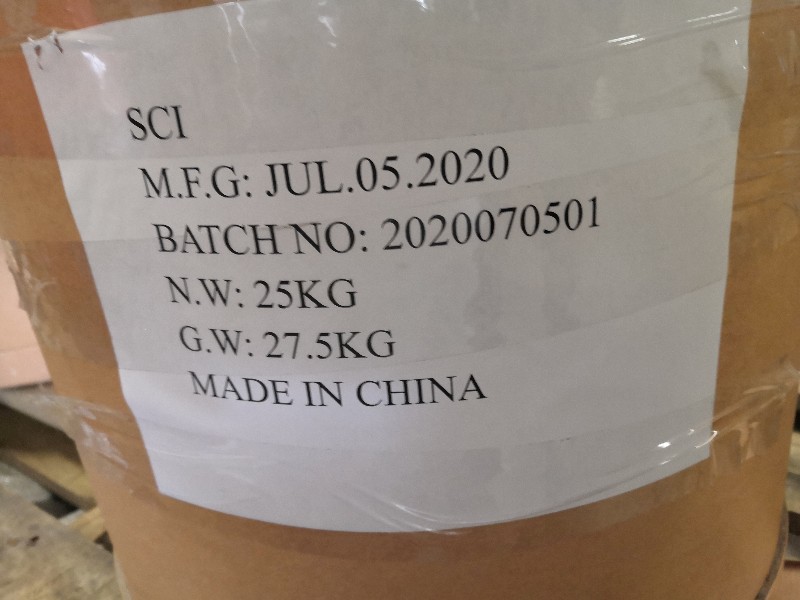 SCI
M.F.G: JUL.05.2020
BATCH NO: 2020070501
N.W: 25KG
G.W: 27.5KG
MADE IN CHINA